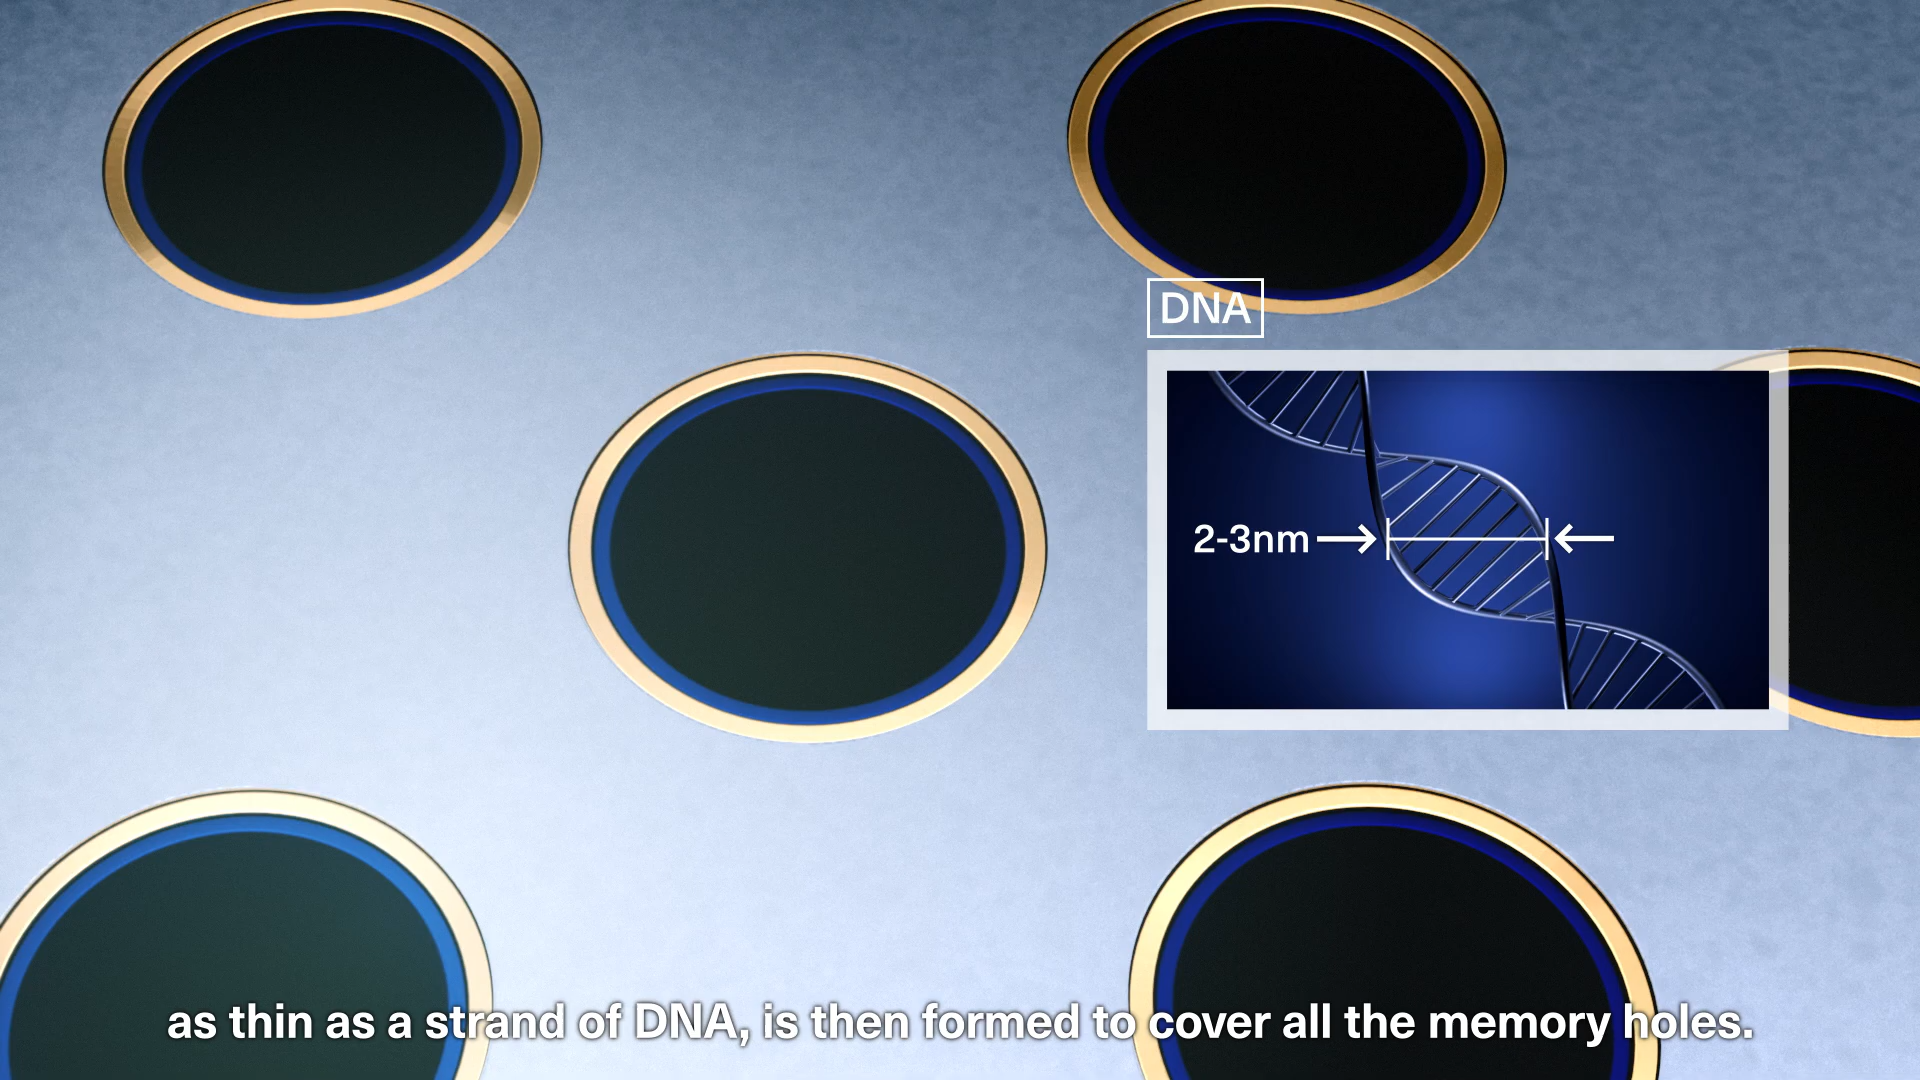 DNA
2-3nm
as thin as a strand of DNA, is then formed to cover all the memory holes.